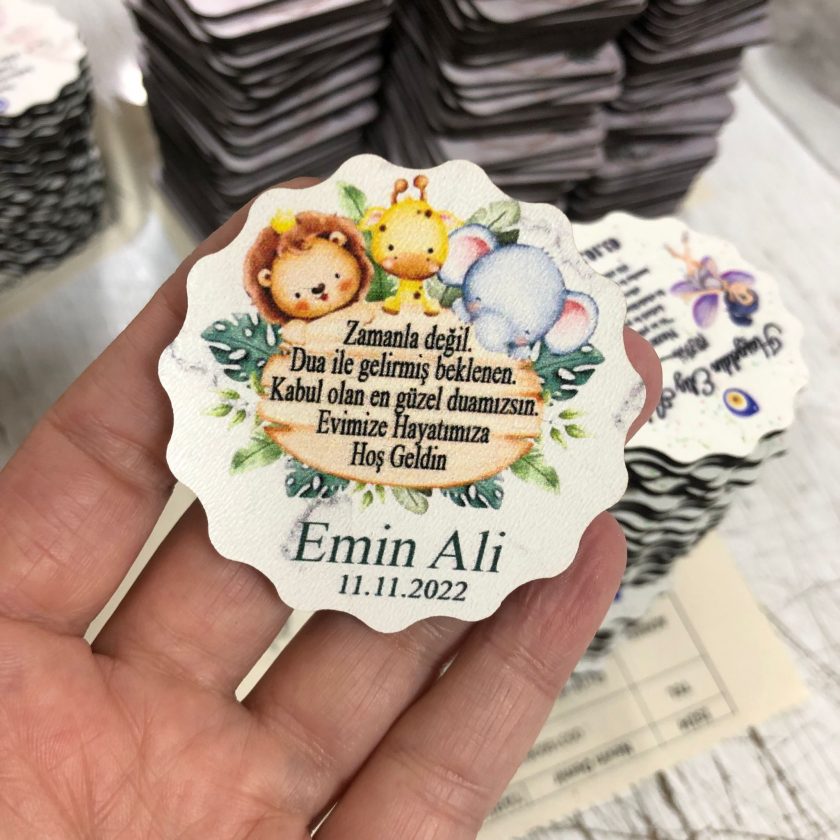 Zamanla değil.
Dua ile gelirmiş beklenen.
Kabul olan en güzel duamızsın.
Evimize Hayatımıza
Hoş Geldin
Emin Ali
11.11.2022